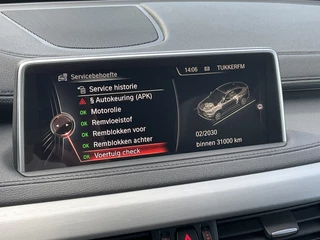 Servicebehoefte
14:06
TUKKERFM
Service historie
§ Autokeuring (APK)
OK Motorolie
OK Remvloeistof
OK Remblokken voor
OK Remblokken achter
OK Voertuig check
02/2030
binnen 31000 km